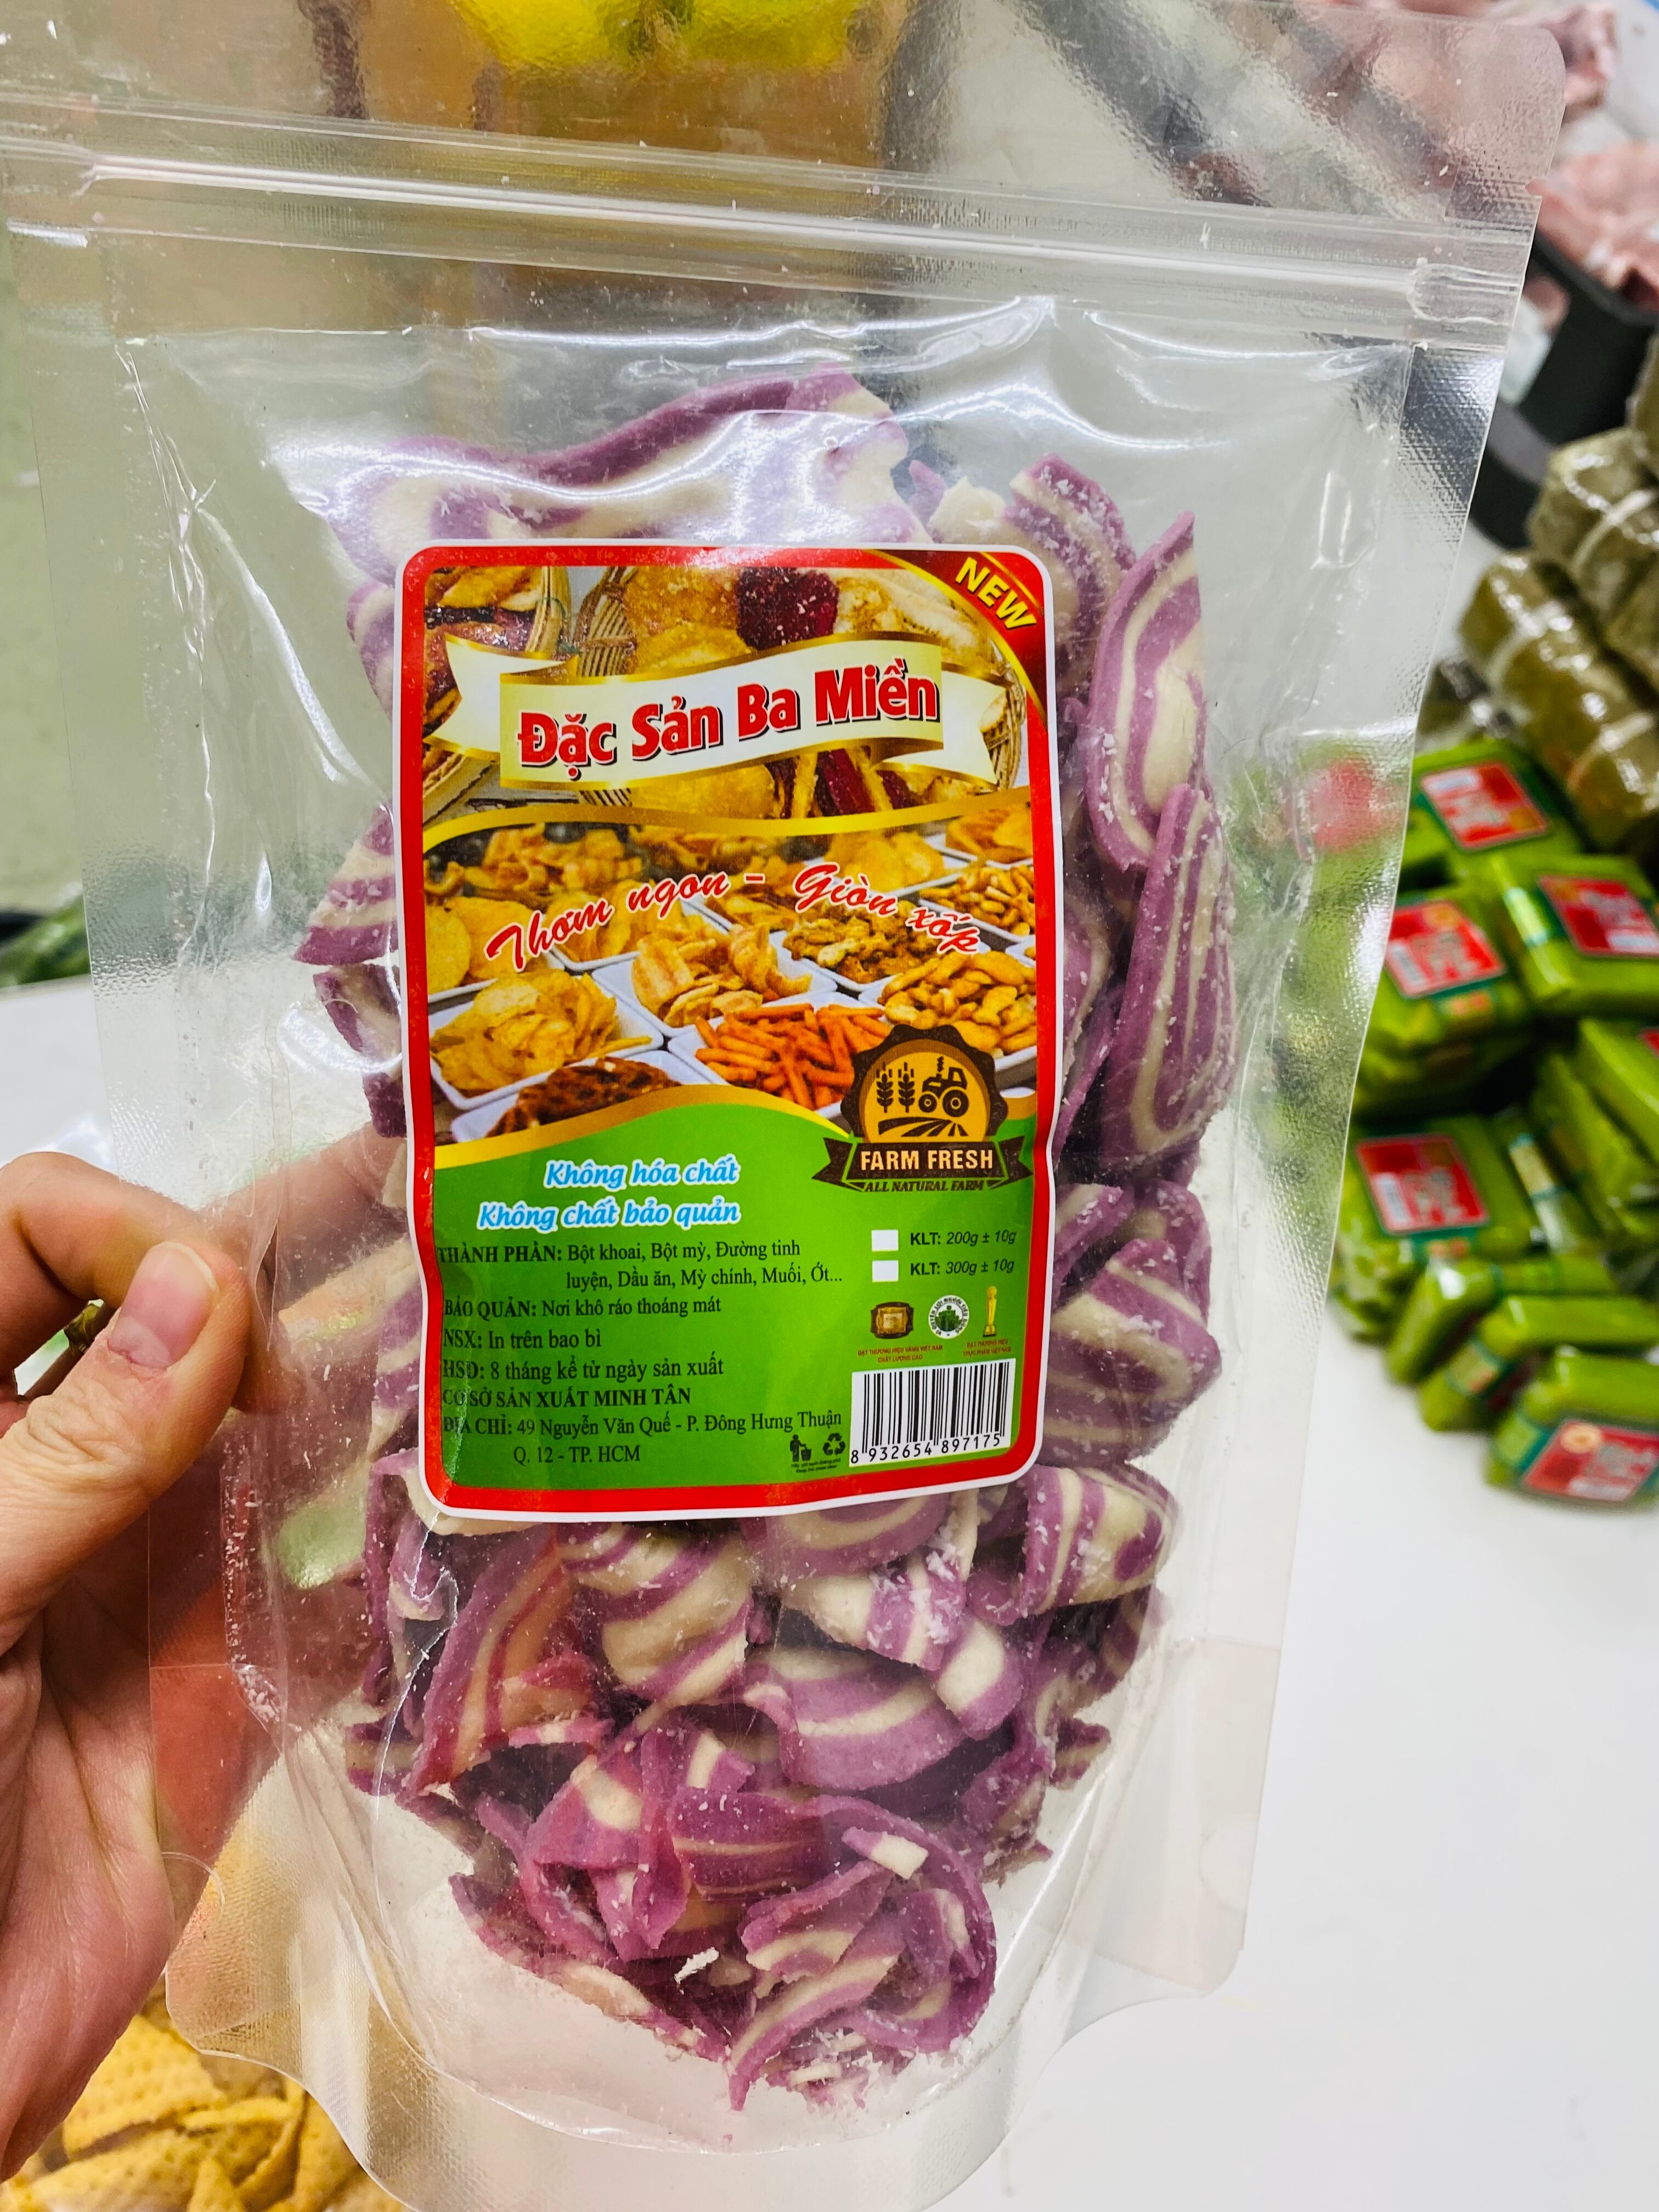 NEW
Đặc Sản Ba Miền
Thơm ngon - Giòn xốp
FARM FRESH
ALL NATURAL FARM
Không hóa chất
Không chất bảo quản
THÀNH PHẦN: Bột khoai, Bột mỳ, Đường tinh
luyện, Dầu ăn, Mỳ chính, Muối, Ớt...
BẢO QUẢN: Nơi khô ráo thoáng mát
NSX: In trên bao bì
HSD: 8 tháng kể từ ngày sản xuất
CƠ SỞ SẢN XUẤT MINH TÂN
ĐỊA CHỈ: 49 Nguyễn Văn Quế - P. Đông Hưng Thuận
Q. 12 - TP. HCM
KLT: 200g ± 10g
KLT: 300g ± 10g
8 932654 897175